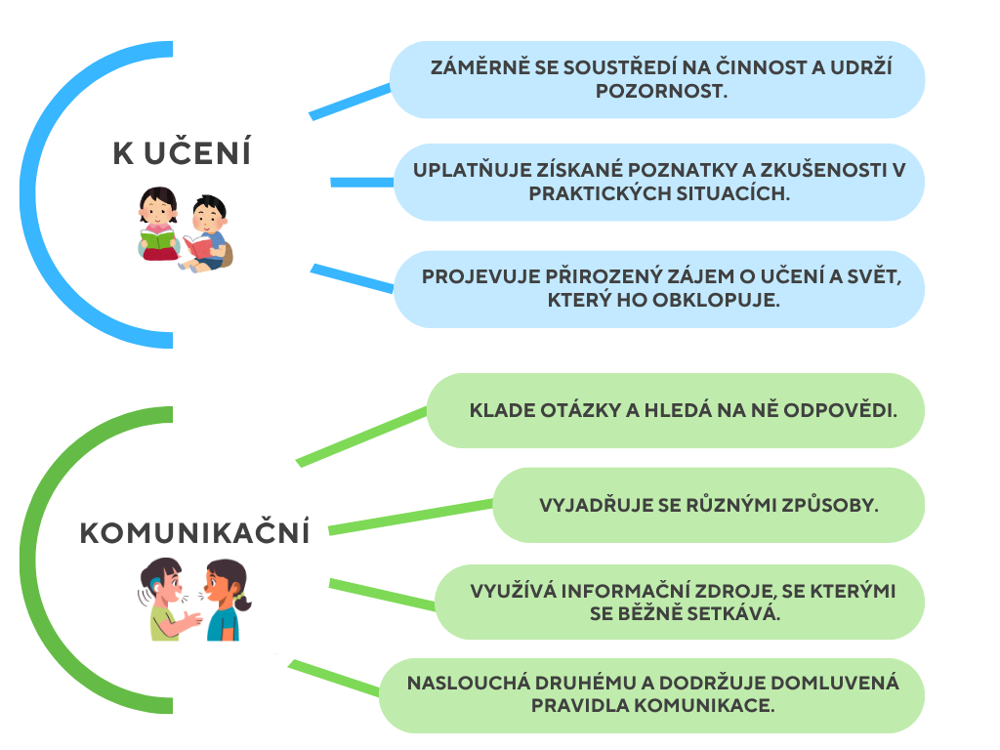 K UČENÍ
ZÁMĚRNĚ SE SOUSTŘEDÍ NA ČINNOST A UDRŽÍ
POZORNOST.
UPLATŇUJE ZÍSKANÉ POZNATKY A ZKUŠENOSTI V
PRAKTICKÝCH SITUACÍCH.
PROJEVUJE PŘIROZENÝ ZÁJEM O UČENÍ A SVĚT,
KTERÝ HO OBKLOPUJE.
KOMUNIKAČNÍ
KLADE OTÁZKY A HLEDÁ NA NĚ ODPOVĚDI.
VYJADŘUJE SE RŮZNÝMI ZPŮSOBY.
VYUŽÍVÁ INFORMAČNÍ ZDROJE, SE KTERÝMI
SE BĚŽNĚ SETKÁVÁ.
NASLOUCHÁ DRUHÉMU A DODRŽUJE DOMLUVENÁ
PRAVIDLA KOMUNIKACE.